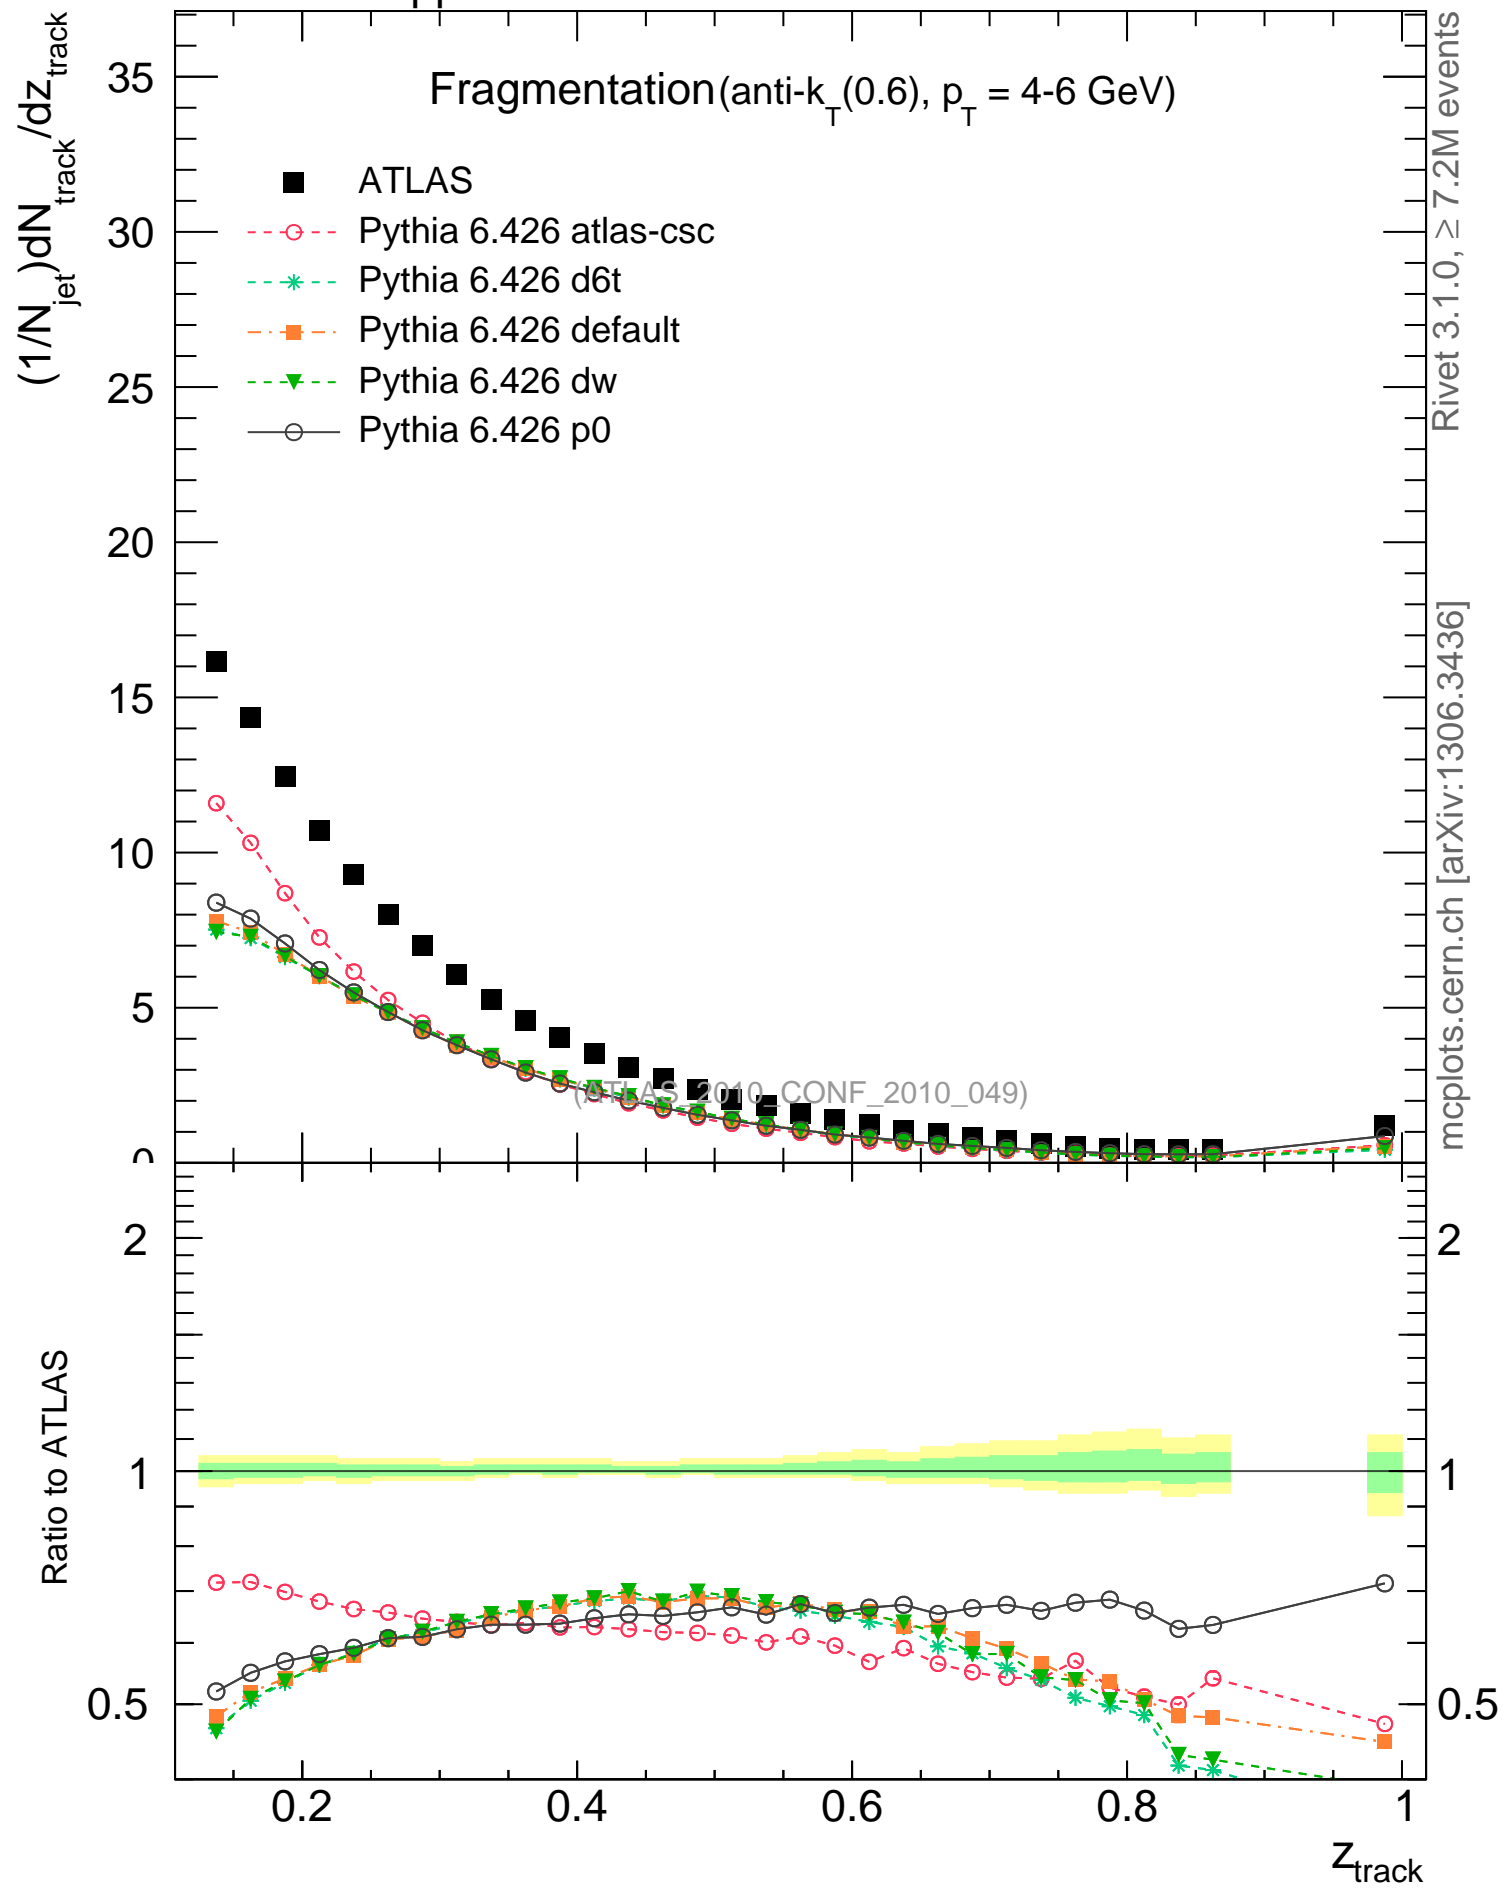 pp
Fragmentation (anti-k_T(0.6), p_T = 4-6 GeV)
(1/N_jet)dN_track/dz_track
ATLAS
Pythia 6.426 atlas-csc
Pythia 6.426 d6t
Pythia 6.426 default
Pythia 6.426 dw
Pythia 6.426 p0
35
30
25
20
15
10
5
0
(ATLAS_2010_CONF_2010_049)
Rivet 3.1.0, ≥ 7.2M events
mcplots.cern.ch [arXiv:1306.3436]
Ratio to ATLAS
2
1
0.5
2
1
0.5
0.2 0.4 0.6 0.8 1
z_track